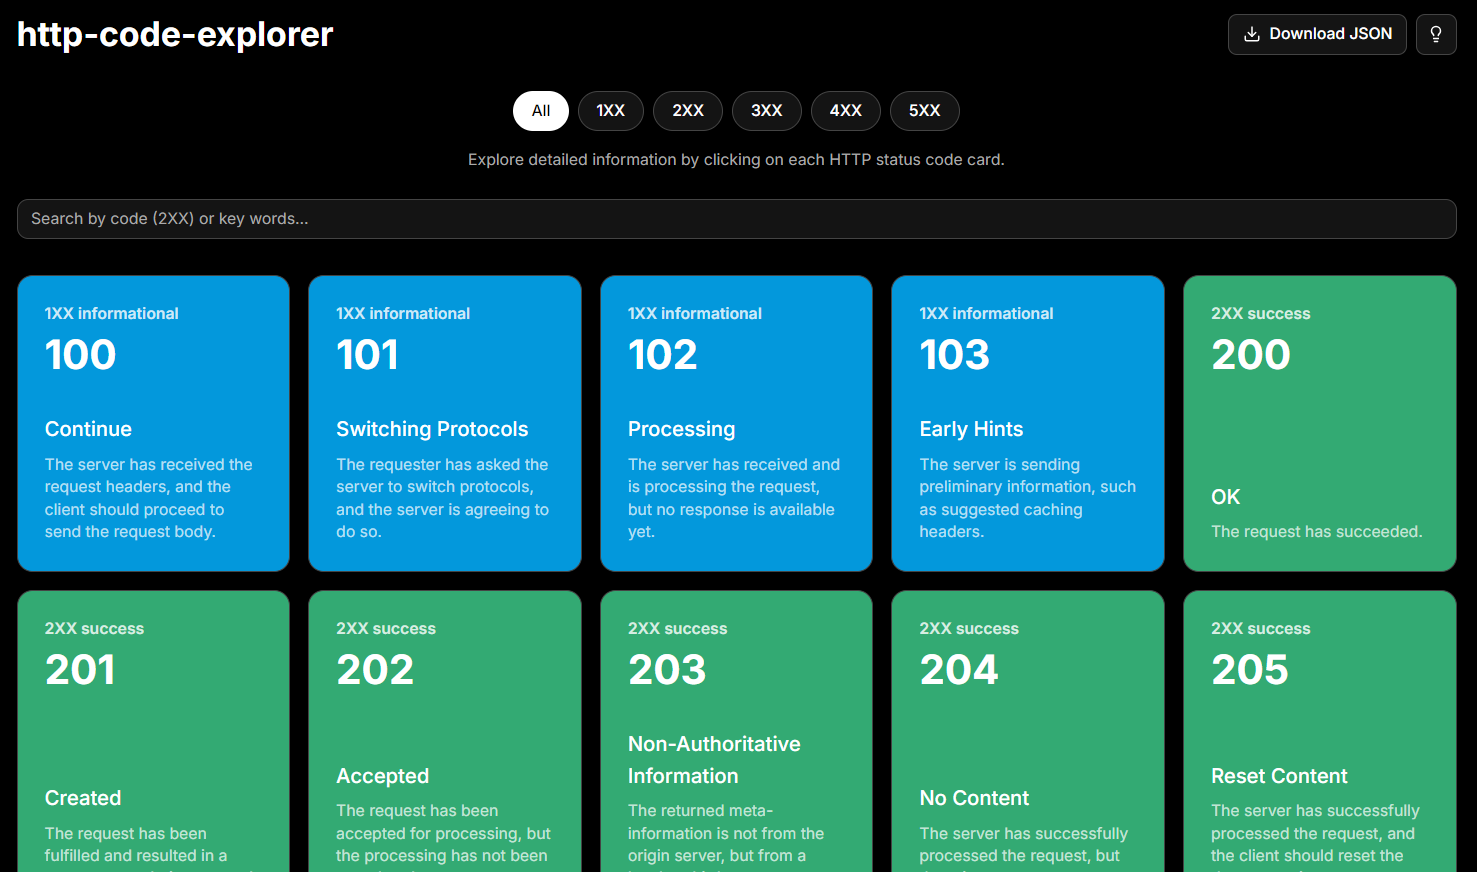 http-code-explorer
Download JSON
All
1XX
2XX
3XX
4XX
5XX
Explore detailed information by clicking on each HTTP status code card.
Search by code (2XX) or key words...
1XX informational
100
Continue
The server has received the
request headers, and the
client should proceed to
send the request body.
1XX informational
101
Switching Protocols
The requester has asked the
server to switch protocols,
and the server is agreeing to
do so.
1XX informational
102
Processing
The server has received and
is processing the request,
but no response is available
yet.
1XX informational
103
Early Hints
The server is sending
preliminary information, such
as suggested caching
headers.
2XX success
200
OK
The request has succeeded.
2XX success
201
Created
The request has been
fulfilled and resulted in a
2XX success
202
Accepted
The request has been
accepted for processing, but
the processing has not been
2XX success
203
Non-Authoritative
Information
The returned meta-
information is not from the
origin server, but from a
2XX success
204
No Content
The server has successfully
processed the request, but
2XX success
205
Reset Content
The server has successfully
processed the request, and
the client should reset the